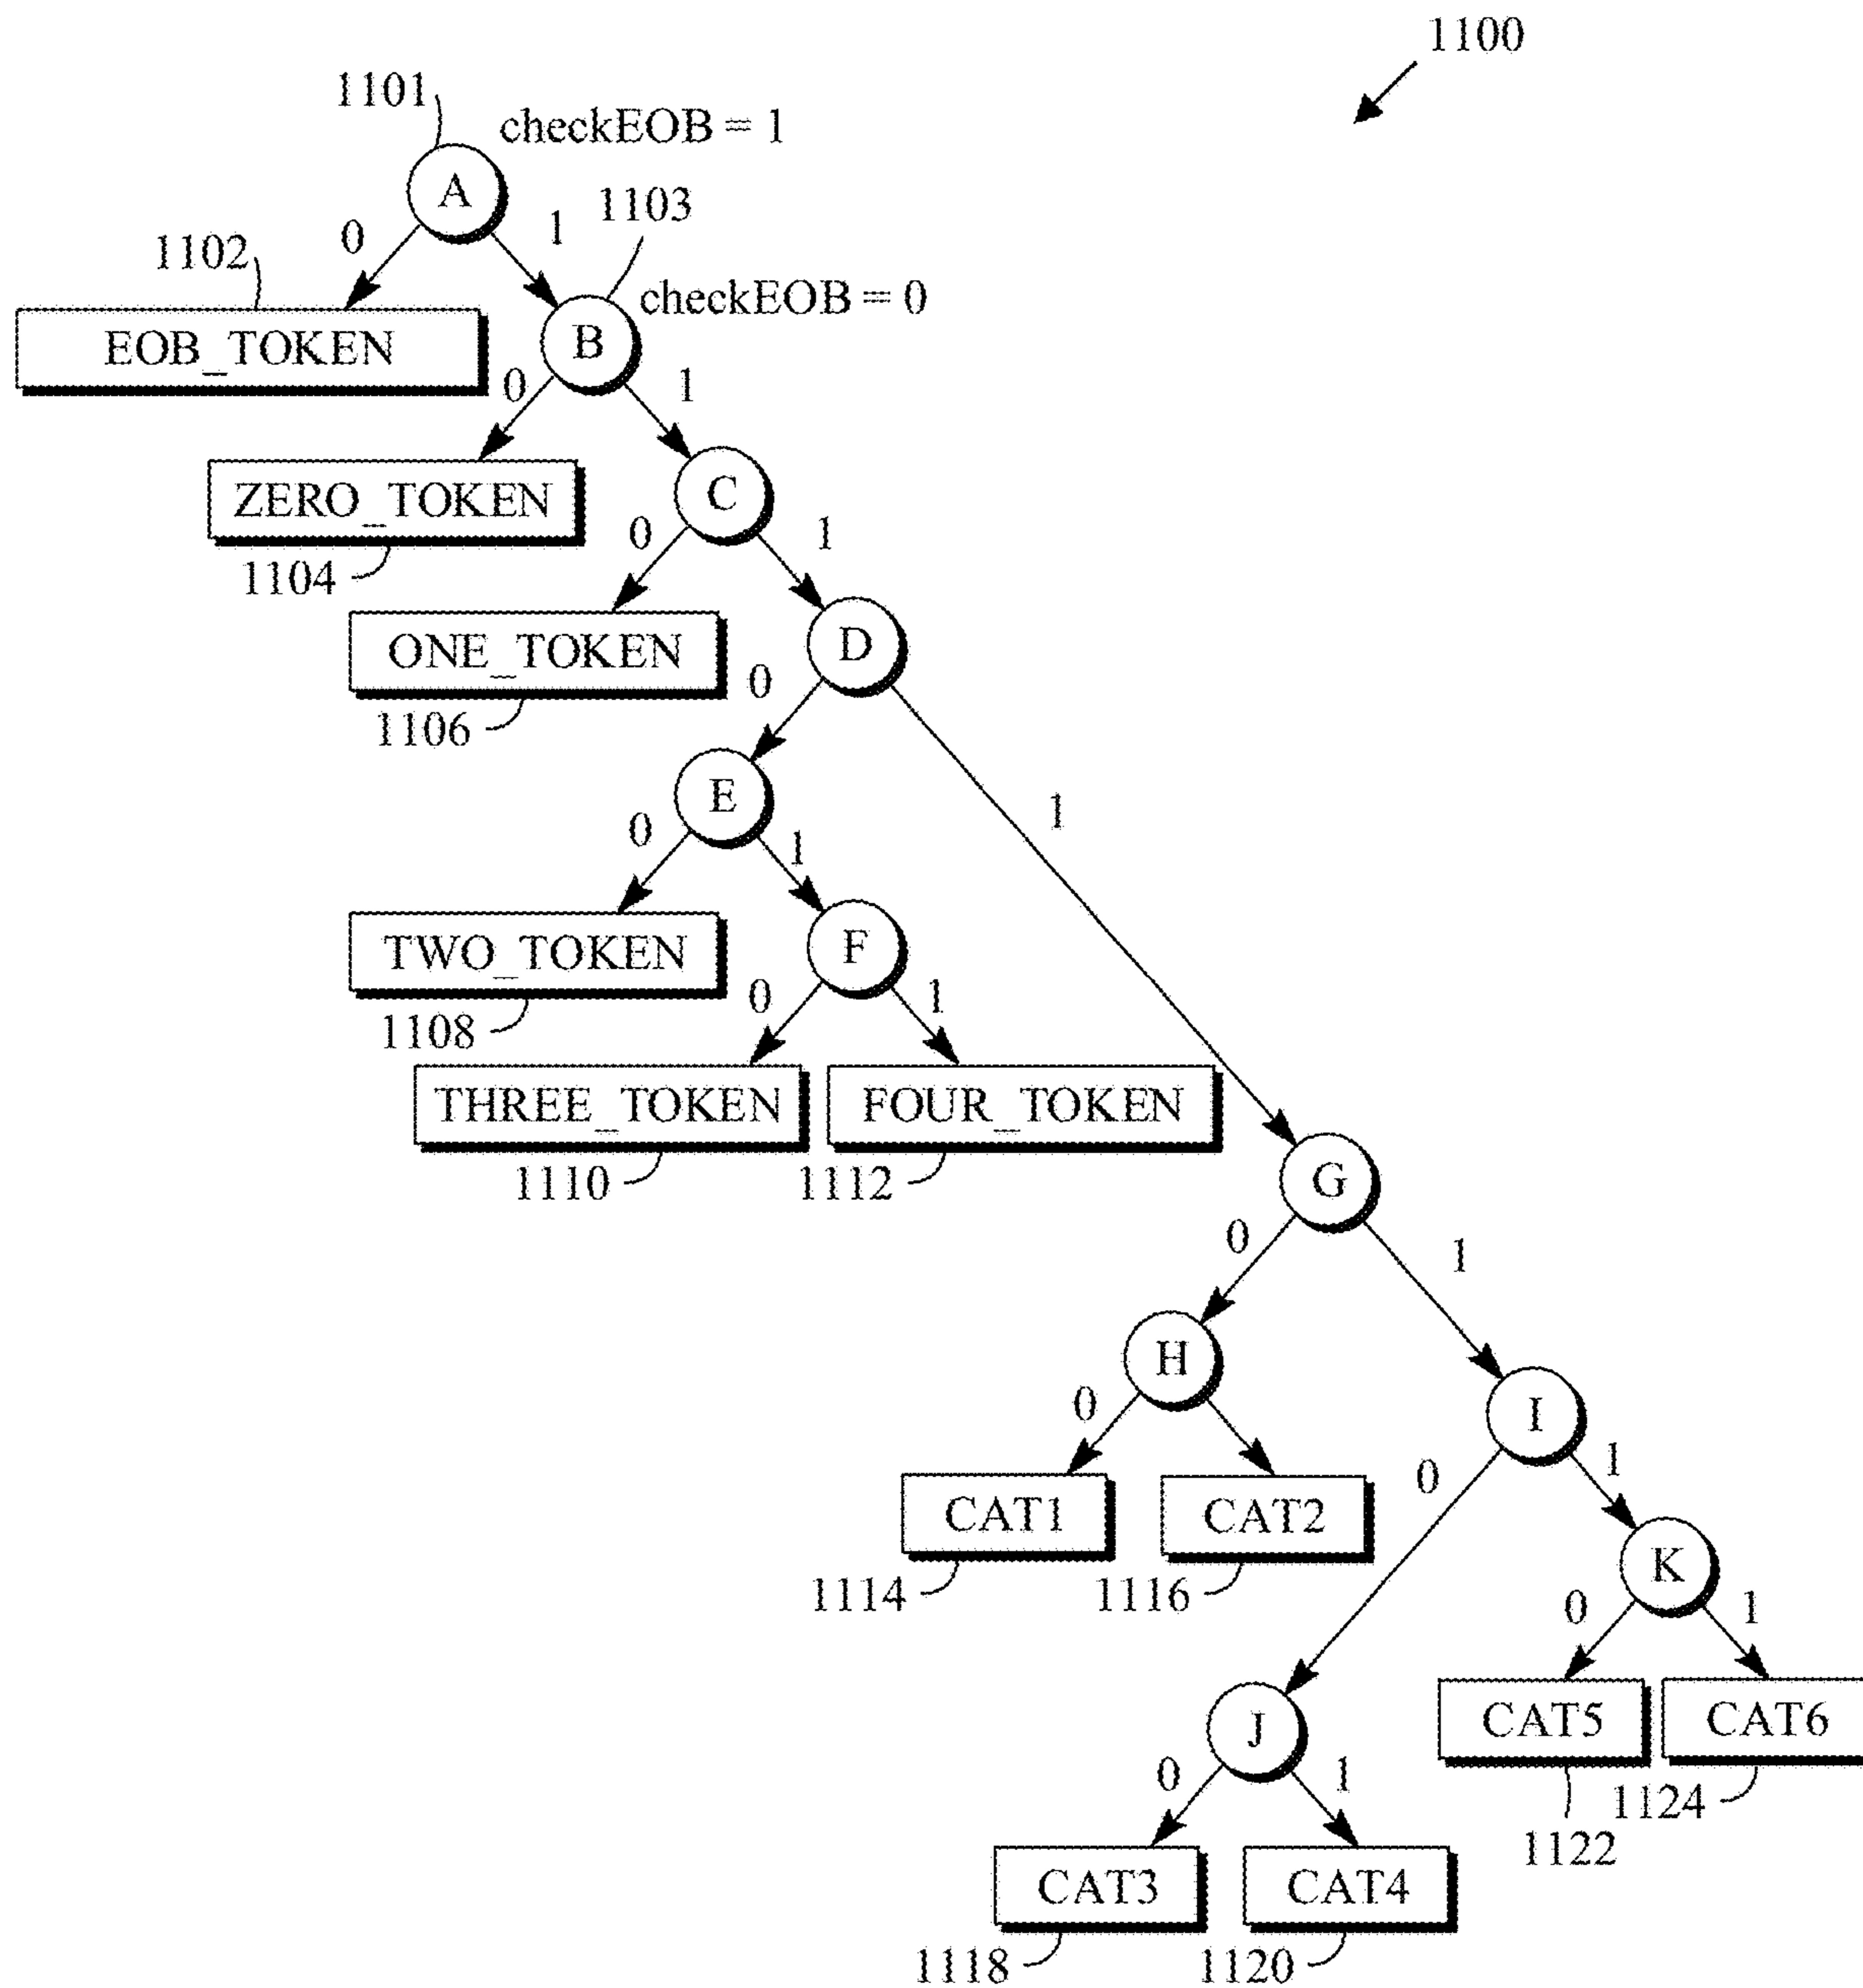 1100
1101
checkEOB = 1
A
1103
0
1
1102
checkEOB = 0
EOB_TOKEN
B
0
1
ZERO_TOKEN
C
1104
0
1
ONE_TOKEN
D
1106
0
1
E
0
1
TWO_TOKEN
F
1108
0
1
THREE_TOKEN
FOUR_TOKEN
1110
1112
G
0
1
H
I
0
0
1
CAT1
CAT2
K
1114
1116
0
1
J
CAT5
CAT6
0
1
1122
1124
CAT3
CAT4
1118
1120